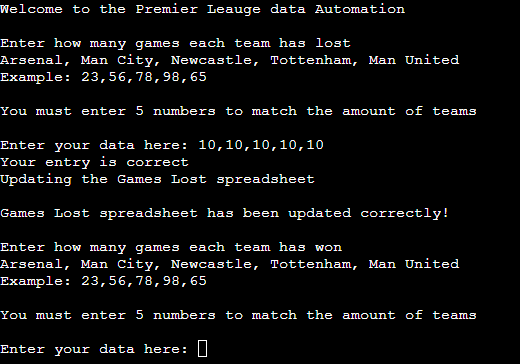 Welcome to the Premier Leauge data Automation
Enter how many games each team has lost
Arsenal, Man City, Newcastle, Tottenham, Man United
Example: 23,56,78,98,65
You must enter 5 numbers to match the amount of teams
Enter your data here: 10,10,10,10,10
Your entry is correct
Updating the Games Lost spreadsheet
Games Lost spreadsheet has been updated correctly!
Enter how many games each team has won
Arsenal, Man City, Newcastle, Tottenham, Man United
Example: 23,56,78,98,65
You must enter 5 numbers to match the amount of teams
Enter your data here: